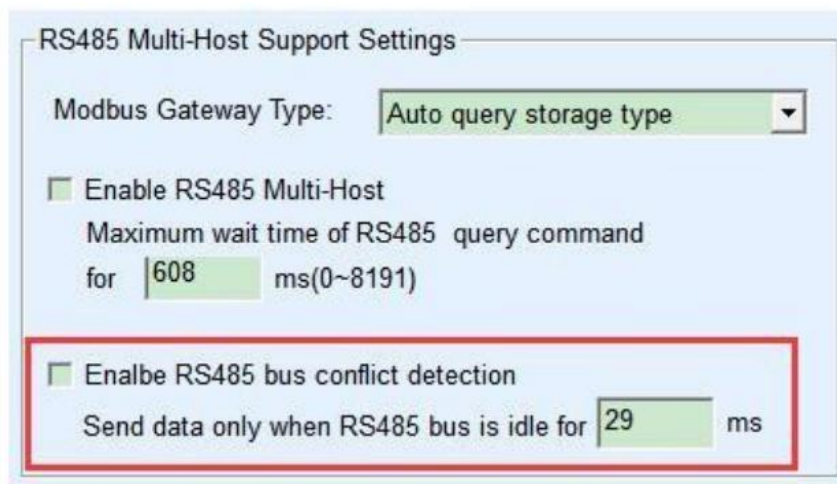 RS485 Multi-Host Support Settings
Modbus Gateway Type: Auto query storage type
Enable RS485 Multi-Host
Maximum wait time of RS485 query command
for 608 ms(0~8191)
Enalbe RS485 bus conflict detection
Send data only when RS485 bus is idle for 29 ms